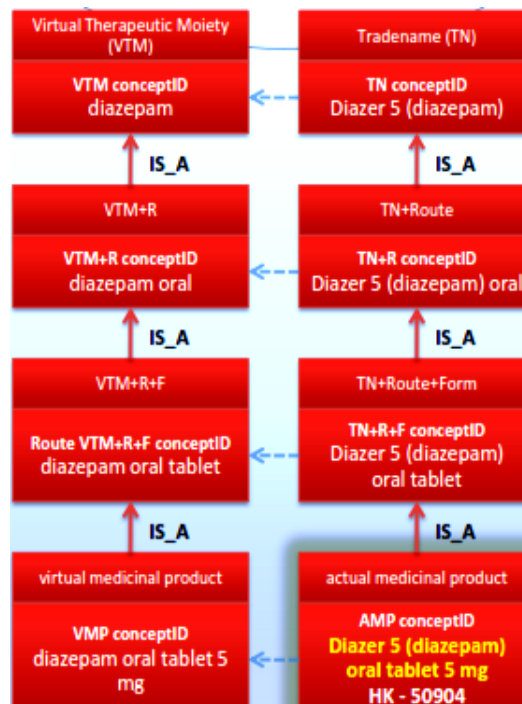 Virtual Therapeutic Moiety
(VTM)
VTM conceptID
diazepam
Tradename (TN)
TN conceptID
Diazer 5 (diazepam)
IS_A
IS_A
VTM+R
VTM+R conceptID
diazepam oral
TN+Route
TN+R conceptID
Diazer 5 (diazepam) oral
IS_A
IS_A
VTM+R+F
Route VTM+R+F conceptID
diazepam oral tablet
TN+Route+Form
TN+R+F conceptID
Diazer 5 (diazepam)
oral tablet
IS_A
IS_A
virtual medicinal product
VMP conceptID
diazepam oral tablet 5
mg
actual medicinal product
AMP conceptID
Diazer 5 (diazepam)
oral tablet 5 mg
HK - 50904